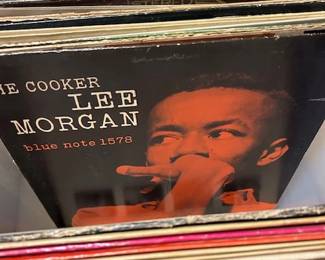 HE COOKER
LEE
MORGAN
blue note 1578